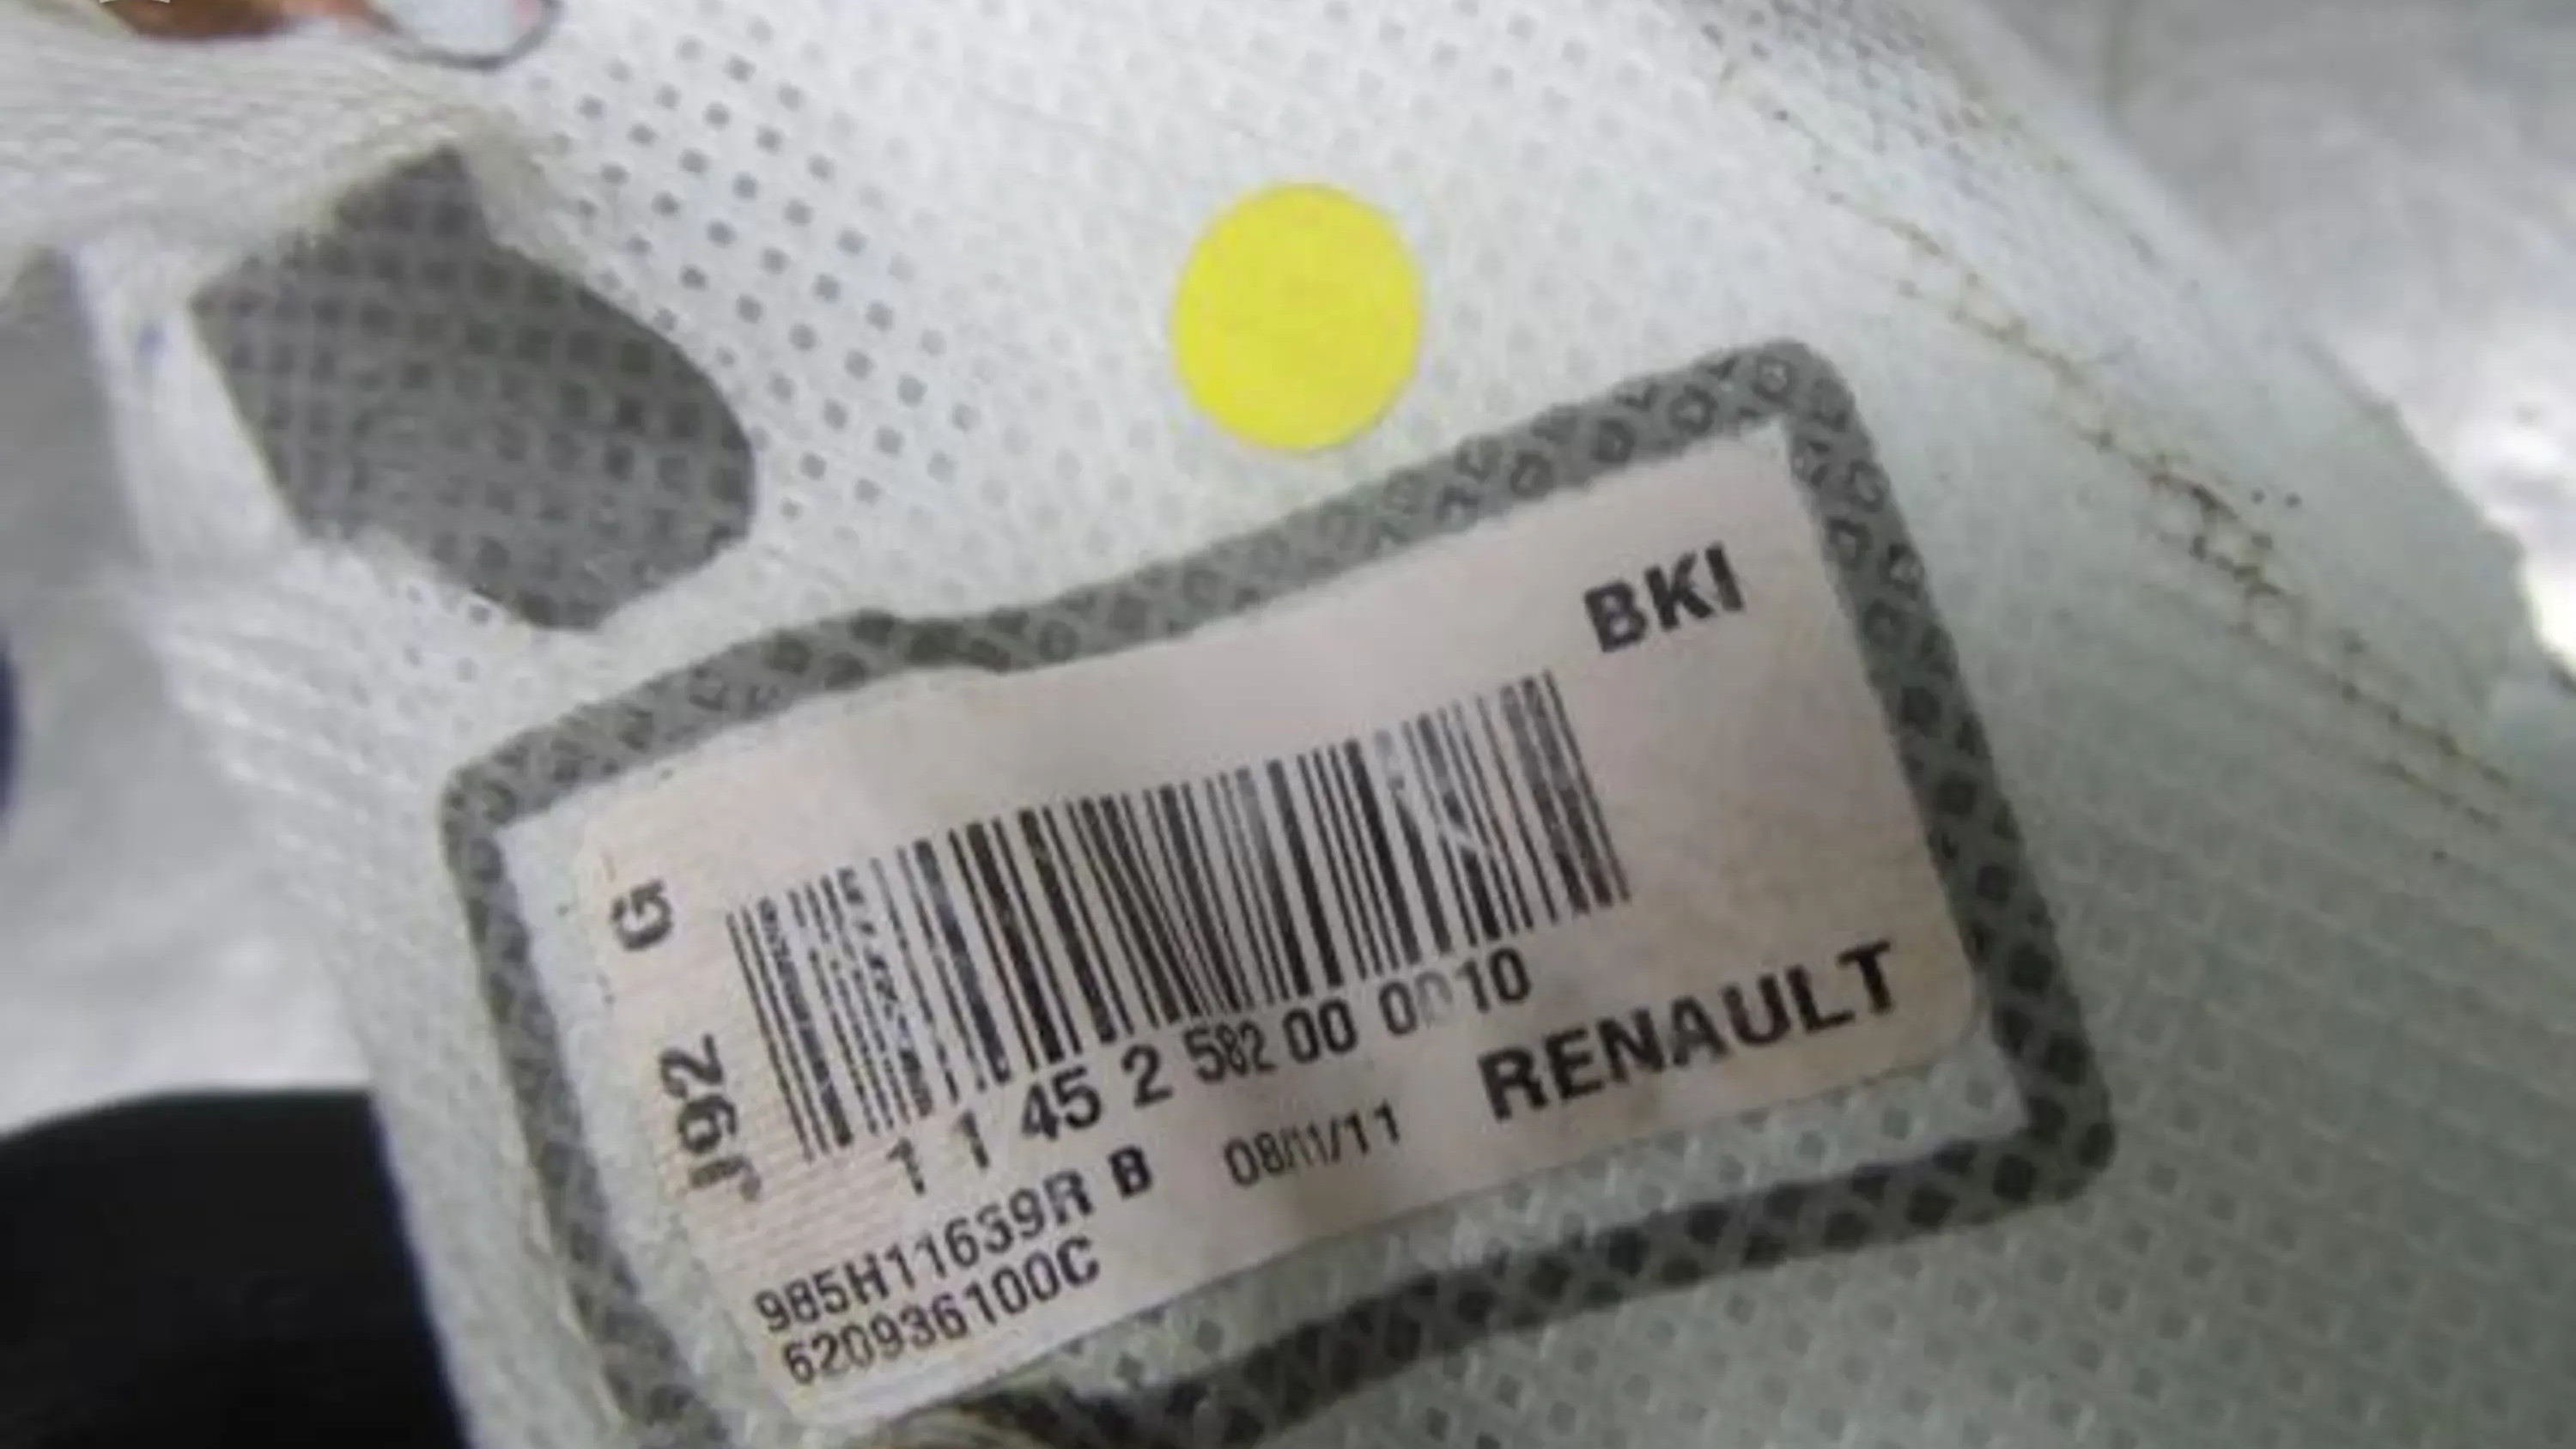 BKI
G
J92
1 1 45 2 582 00 0010
RENAULT
985H11639R B 08/11/11
620936100C